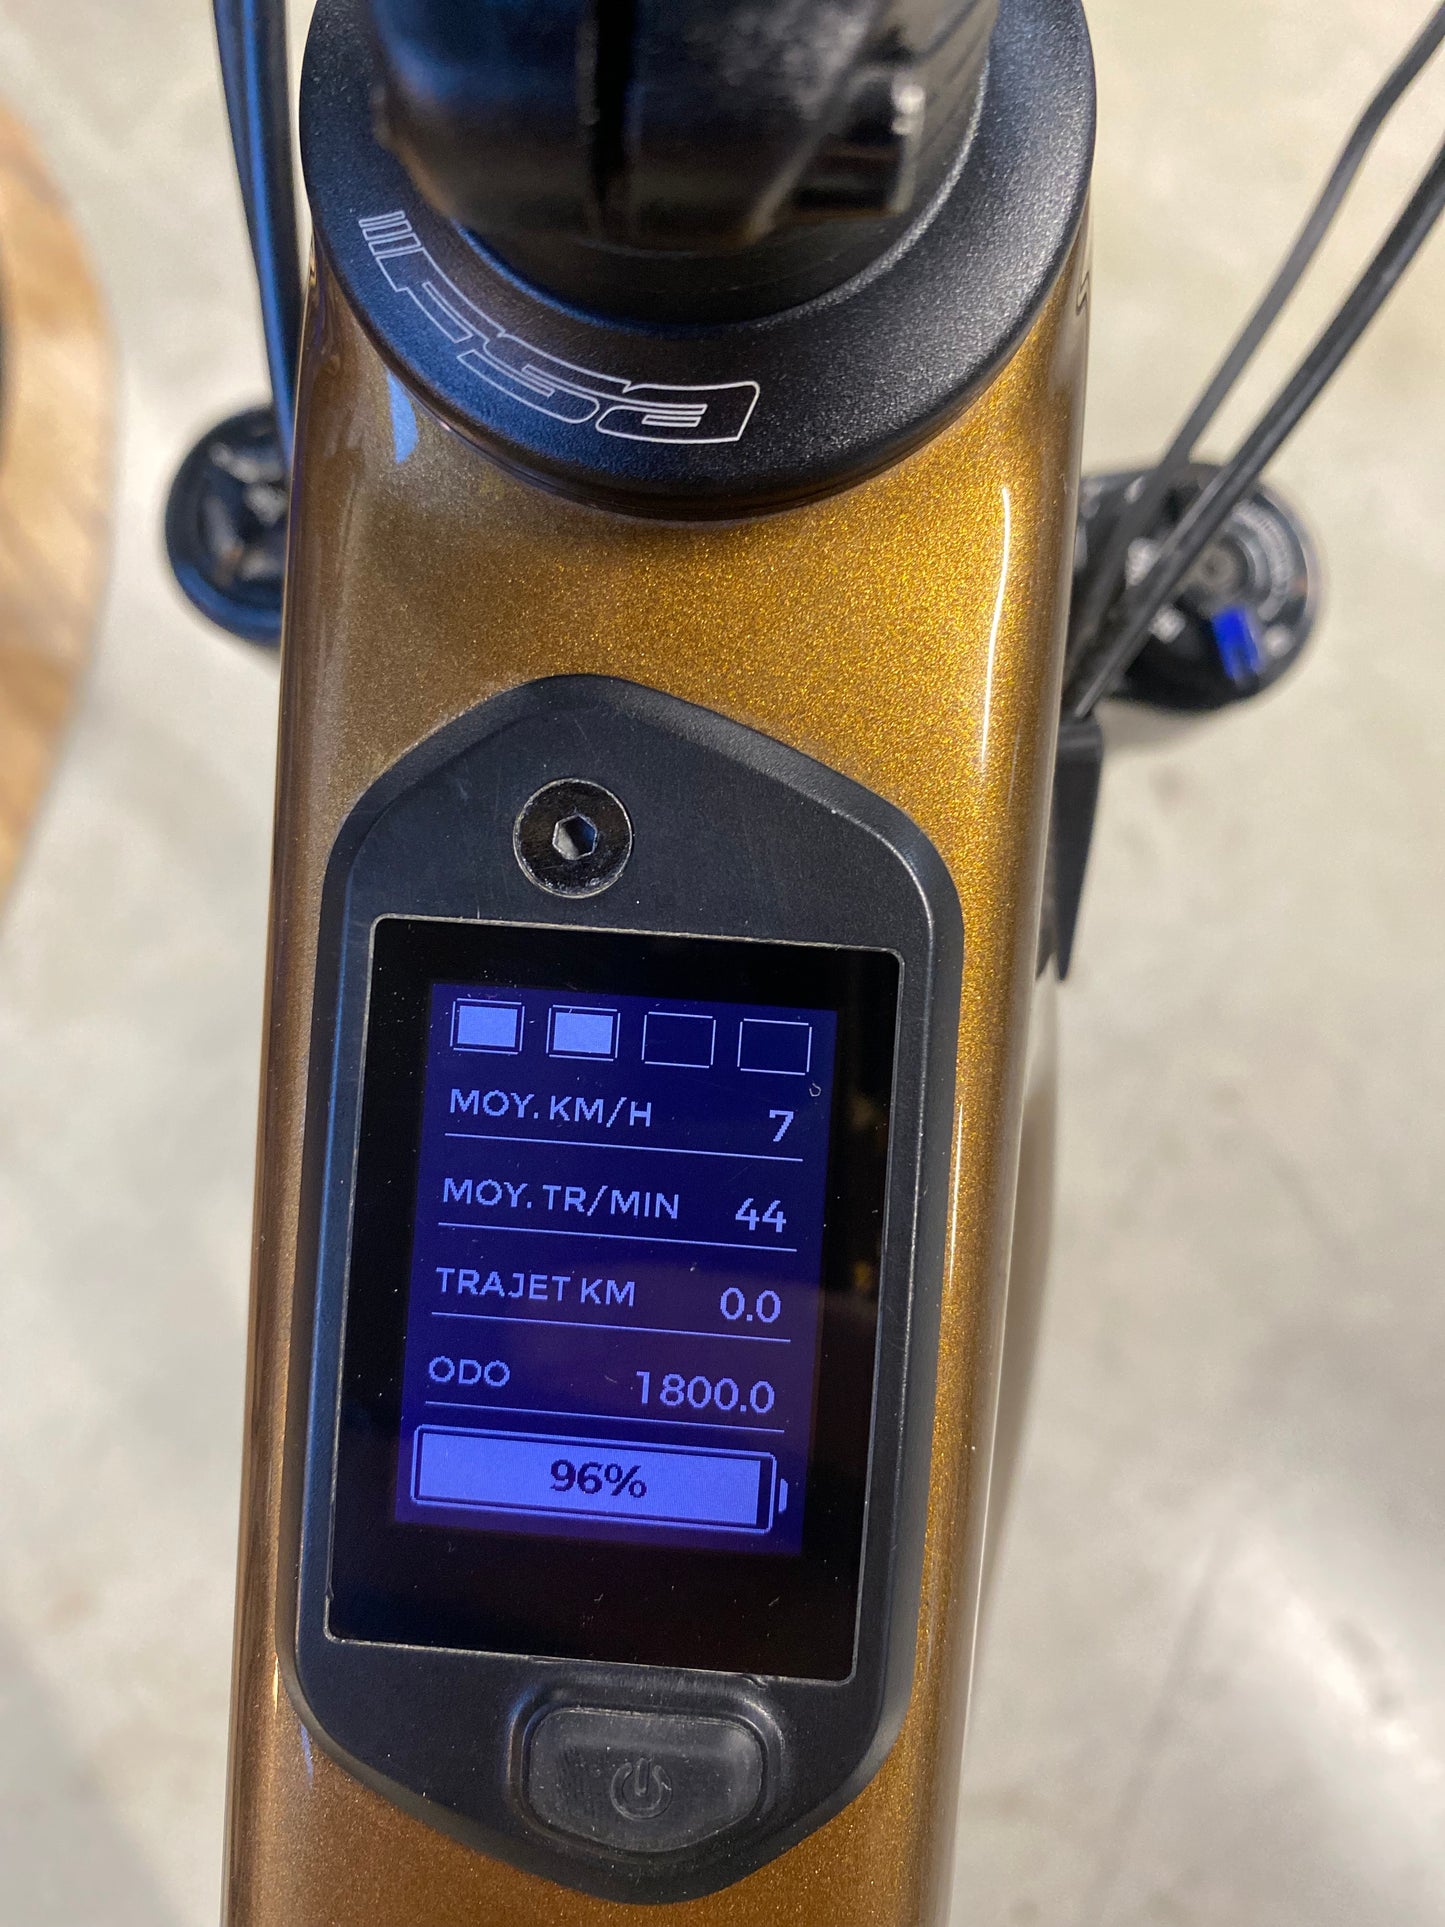 FSA
MOY. KM/H 7
MOY. TR/MIN 44
TRAJET KM 0.0
ODO 1800.0
96%